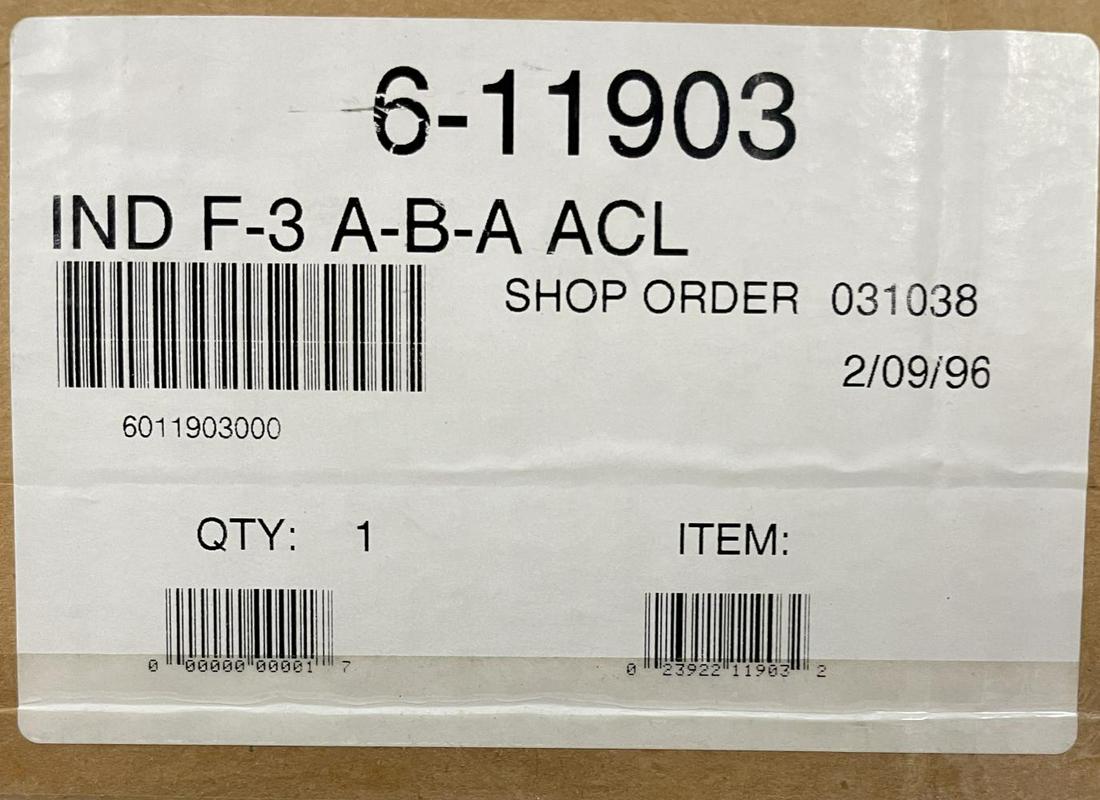 6-11903
IND F-3 A-B-A ACL
SHOP ORDER 031038
2/09/96
6011903000
QTY: 1
ITEM:
0 00000 00001 7
0 23922 11903 2